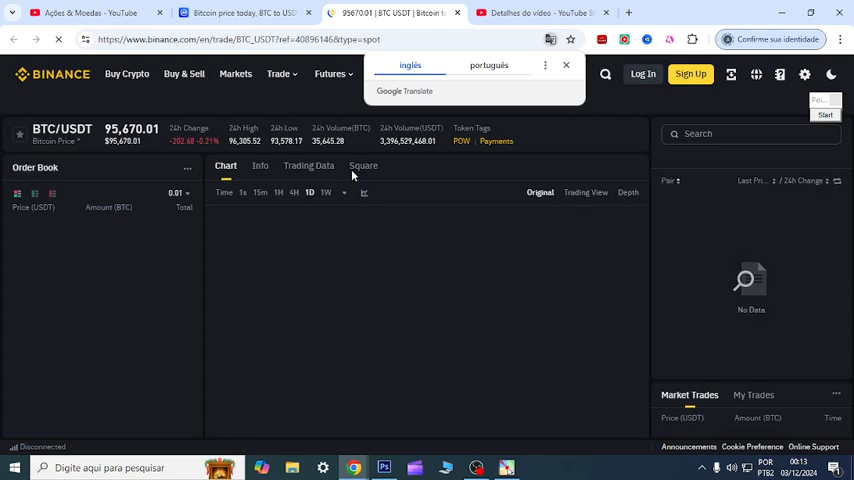 Ações & Moedas - YouTube
Bitcoin price today, BTC to USD
95670.01 | BTC USDT | Bitcoin to
Detalhes do vídeo - YouTube St
https://www.binance.com/en/trade/BTC_USDT?ref=40896146&type=spot
Confirme sua identidade
BINANCE
Buy Crypto
Buy & Sell
Markets
Trade
Futures
inglês
português
Google Translate
Log In
Sign Up
Poi...
Start
BTC/USDT
Bitcoin Price
95,670.01
$95,670.01
24h Change
-202.68 -0.21%
24h High
96,305.52
24h Low
93,578.17
24h Volume(BTC)
35,645.28
24h Volume(USDT)
3,396,529,468.01
Token Tags
POW | Payments
Search
Order Book
...
0.01
Price (USDT)
Amount (BTC)
Total
Chart
Info
Trading Data
Square
Time
1s
15m
1H
4H
1D
1W
Original
Trading View
Depth
Pair
Last Pri...
/ 24h Change
No Data
Market Trades
My Trades
...
Price (USDT)
Amount (BTC)
Time
Disconnected
Announcements
Cookie Preference
Online Support
Digite aqui para pesquisar
Ps
POR
PTB2
00:13
03/12/2024